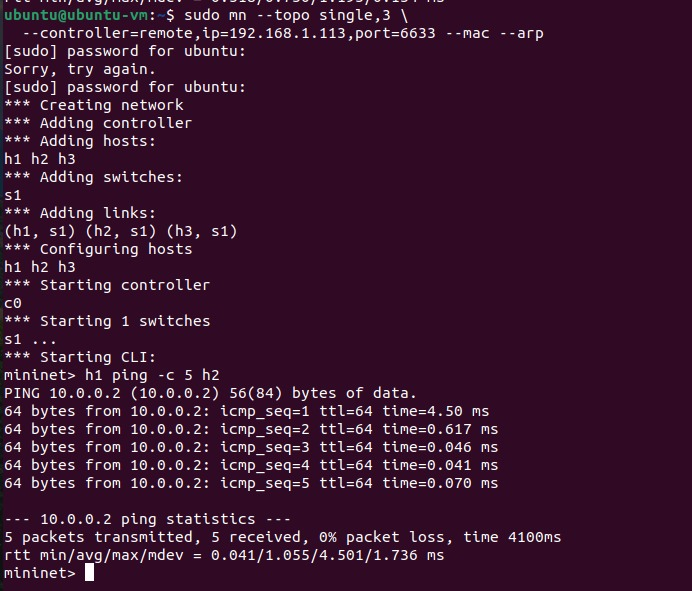 rtt min/avg/max/mdev = 0.318/0.750/1.195/0.134 ms
ubuntu@ubuntu-vm:~$ sudo mn --topo single,3 \
  --controller=remote,ip=192.168.1.113,port=6633 --mac --arp
[sudo] password for ubuntu:
Sorry, try again.
[sudo] password for ubuntu:
*** Creating network
*** Adding controller
*** Adding hosts:
h1 h2 h3
*** Adding switches:
s1
*** Adding links:
(h1, s1) (h2, s1) (h3, s1)
*** Configuring hosts
h1 h2 h3
*** Starting controller
c0
*** Starting 1 switches
s1 ...
*** Starting CLI:
mininet> h1 ping -c 5 h2
PING 10.0.0.2 (10.0.0.2) 56(84) bytes of data.
64 bytes from 10.0.0.2: icmp_seq=1 ttl=64 time=4.50 ms
64 bytes from 10.0.0.2: icmp_seq=2 ttl=64 time=0.617 ms
64 bytes from 10.0.0.2: icmp_seq=3 ttl=64 time=0.046 ms
64 bytes from 10.0.0.2: icmp_seq=4 ttl=64 time=0.041 ms
64 bytes from 10.0.0.2: icmp_seq=5 ttl=64 time=0.070 ms

--- 10.0.0.2 ping statistics ---
5 packets transmitted, 5 received, 0% packet loss, time 4100ms
rtt min/avg/max/mdev = 0.041/1.055/4.501/1.736 ms
mininet>